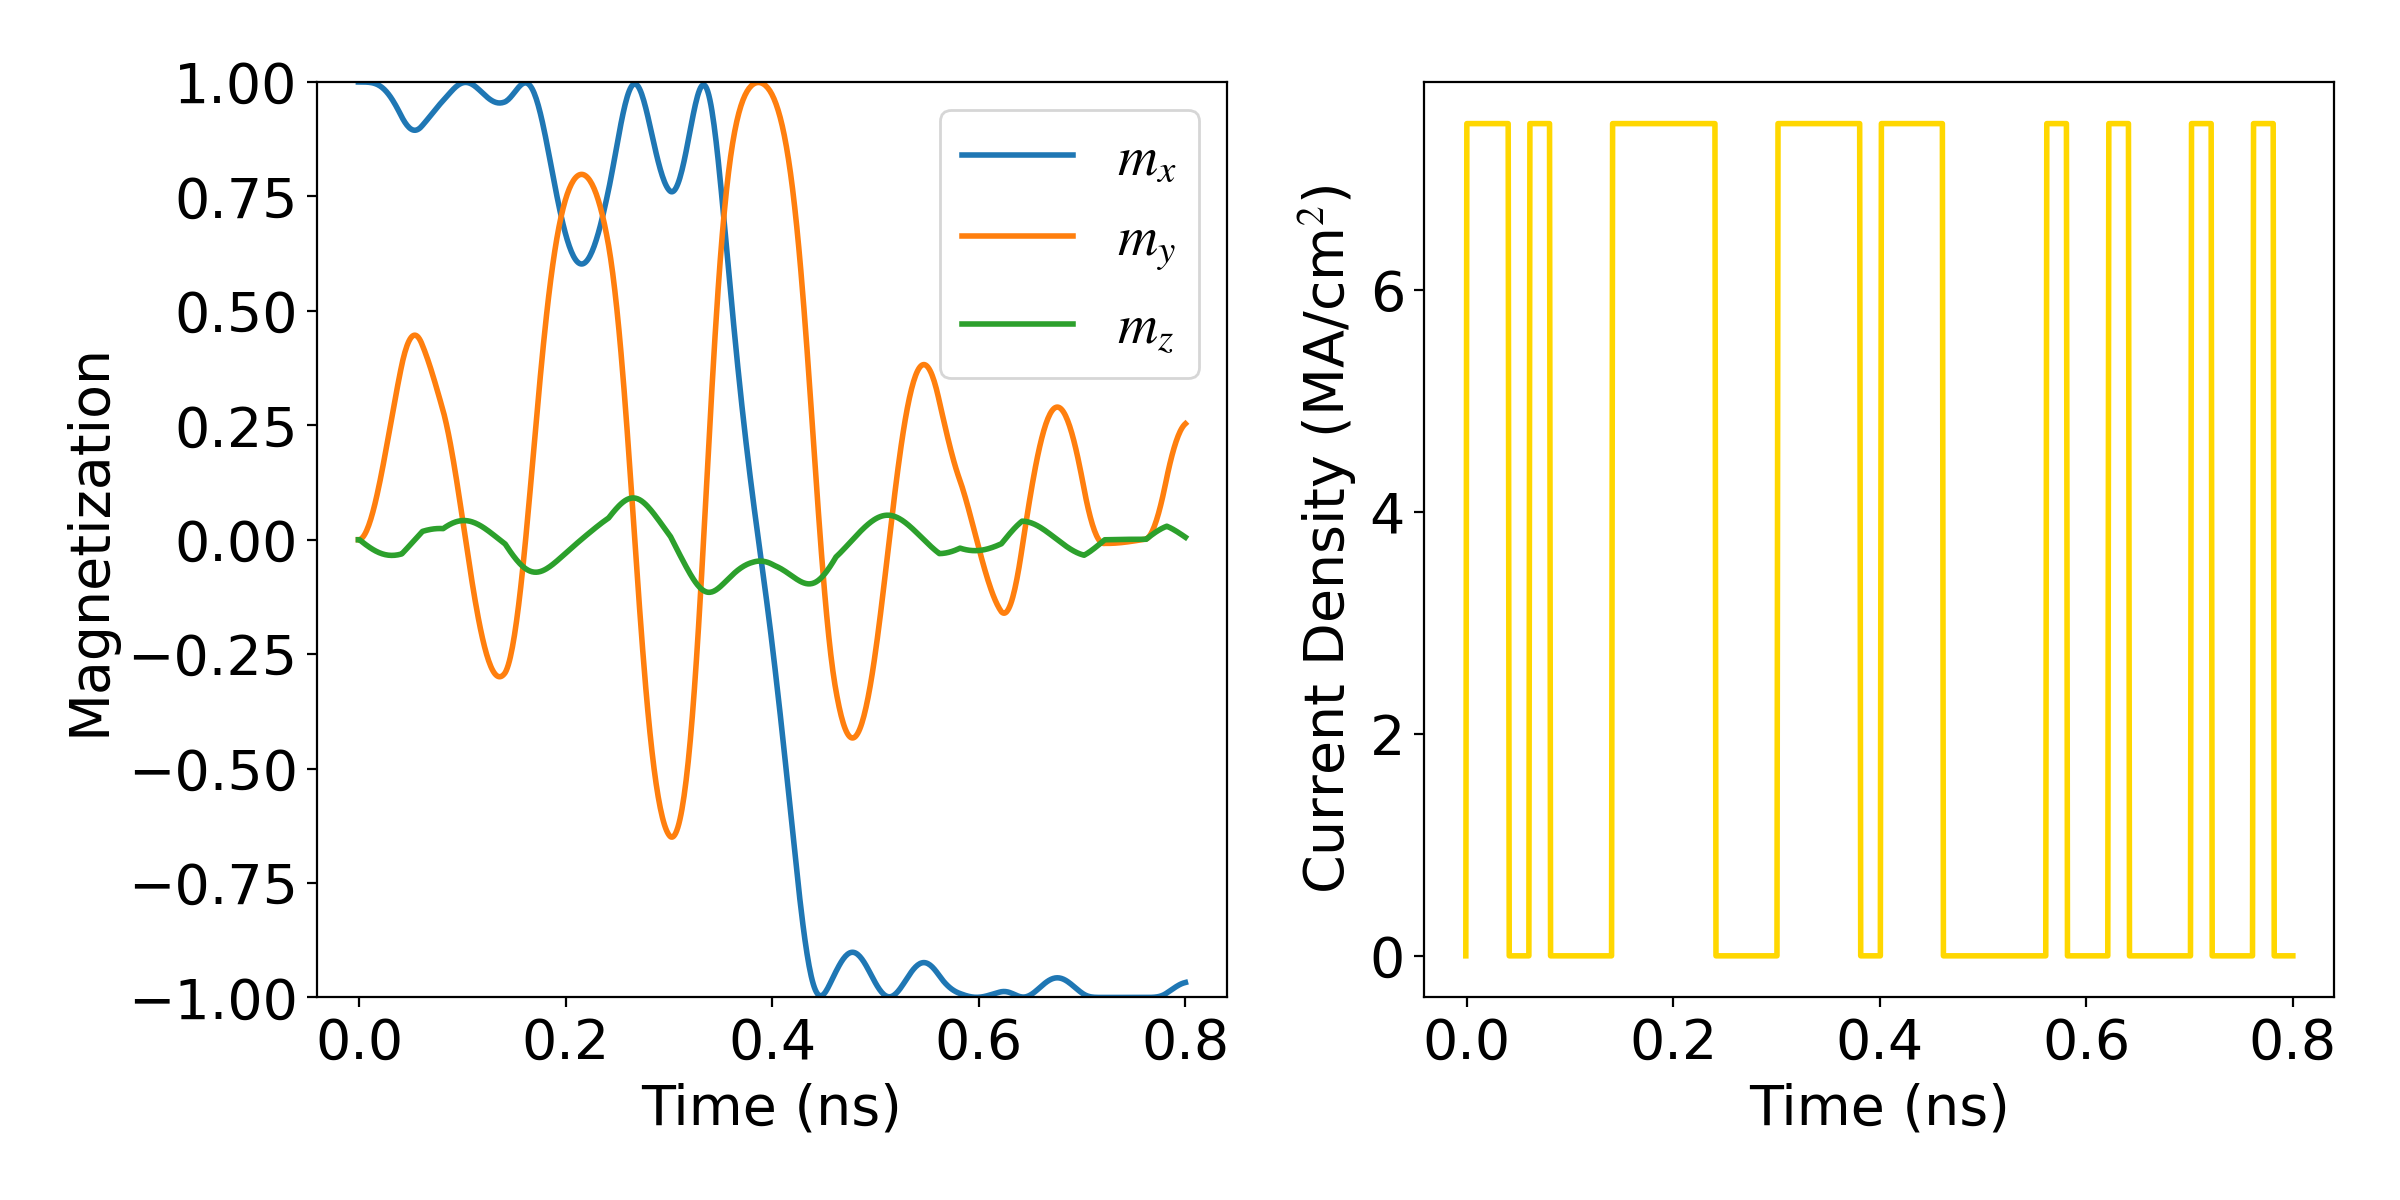 1.00
0.75
0.50
0.25
0.00
−0.25
−0.50
−0.75
−1.00
Magnetization
0.0 0.2 0.4 0.6 0.8
Time (ns)
m_x
m_y
m_z
6
4
2
0
Current Density (MA/cm²)
0.0 0.2 0.4 0.6 0.8
Time (ns)